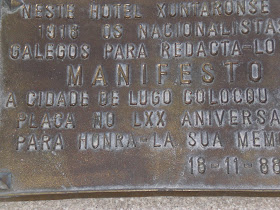 NESTE HOTEL XUNTARONSE
1918 OS NACIONALISTA
GALEGOS PARA REDACTA-LO
MANIFESTO
A CIDADE DE LUGO COLOCOU
PLACA NO LXX ANIVERSA
PARA HONRA-LA SUA MEM
18-11-88